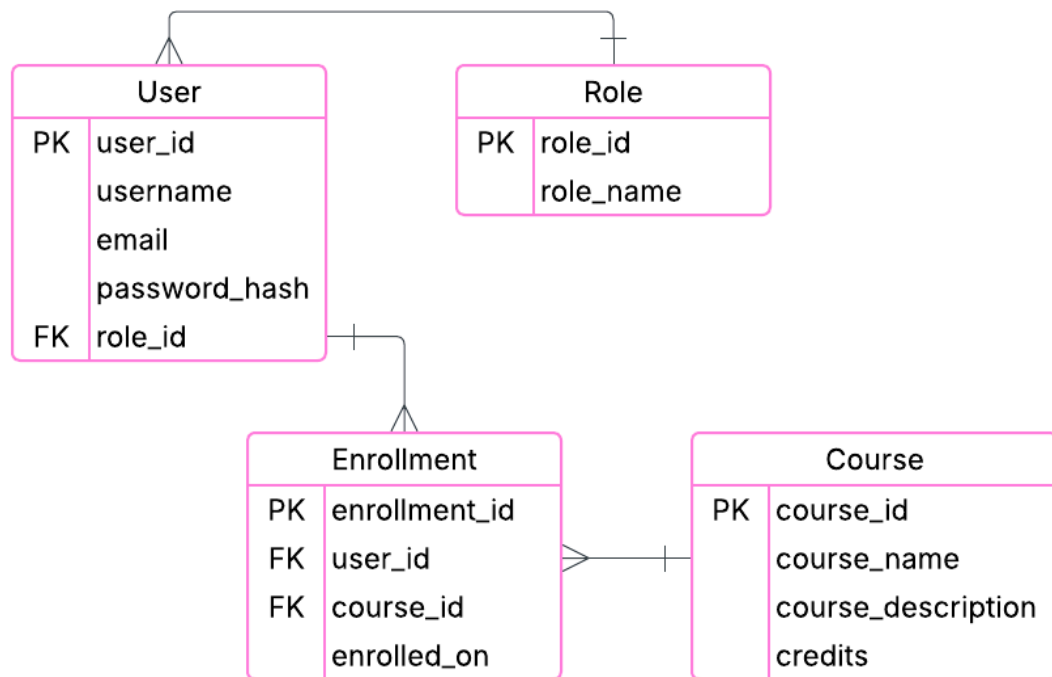 User
PK user_id
username
email
password_hash
FK role_id
Role
PK role_id
role_name
Enrollment
PK enrollment_id
FK user_id
FK course_id
enrolled_on
Course
PK course_id
course_name
course_description
credits